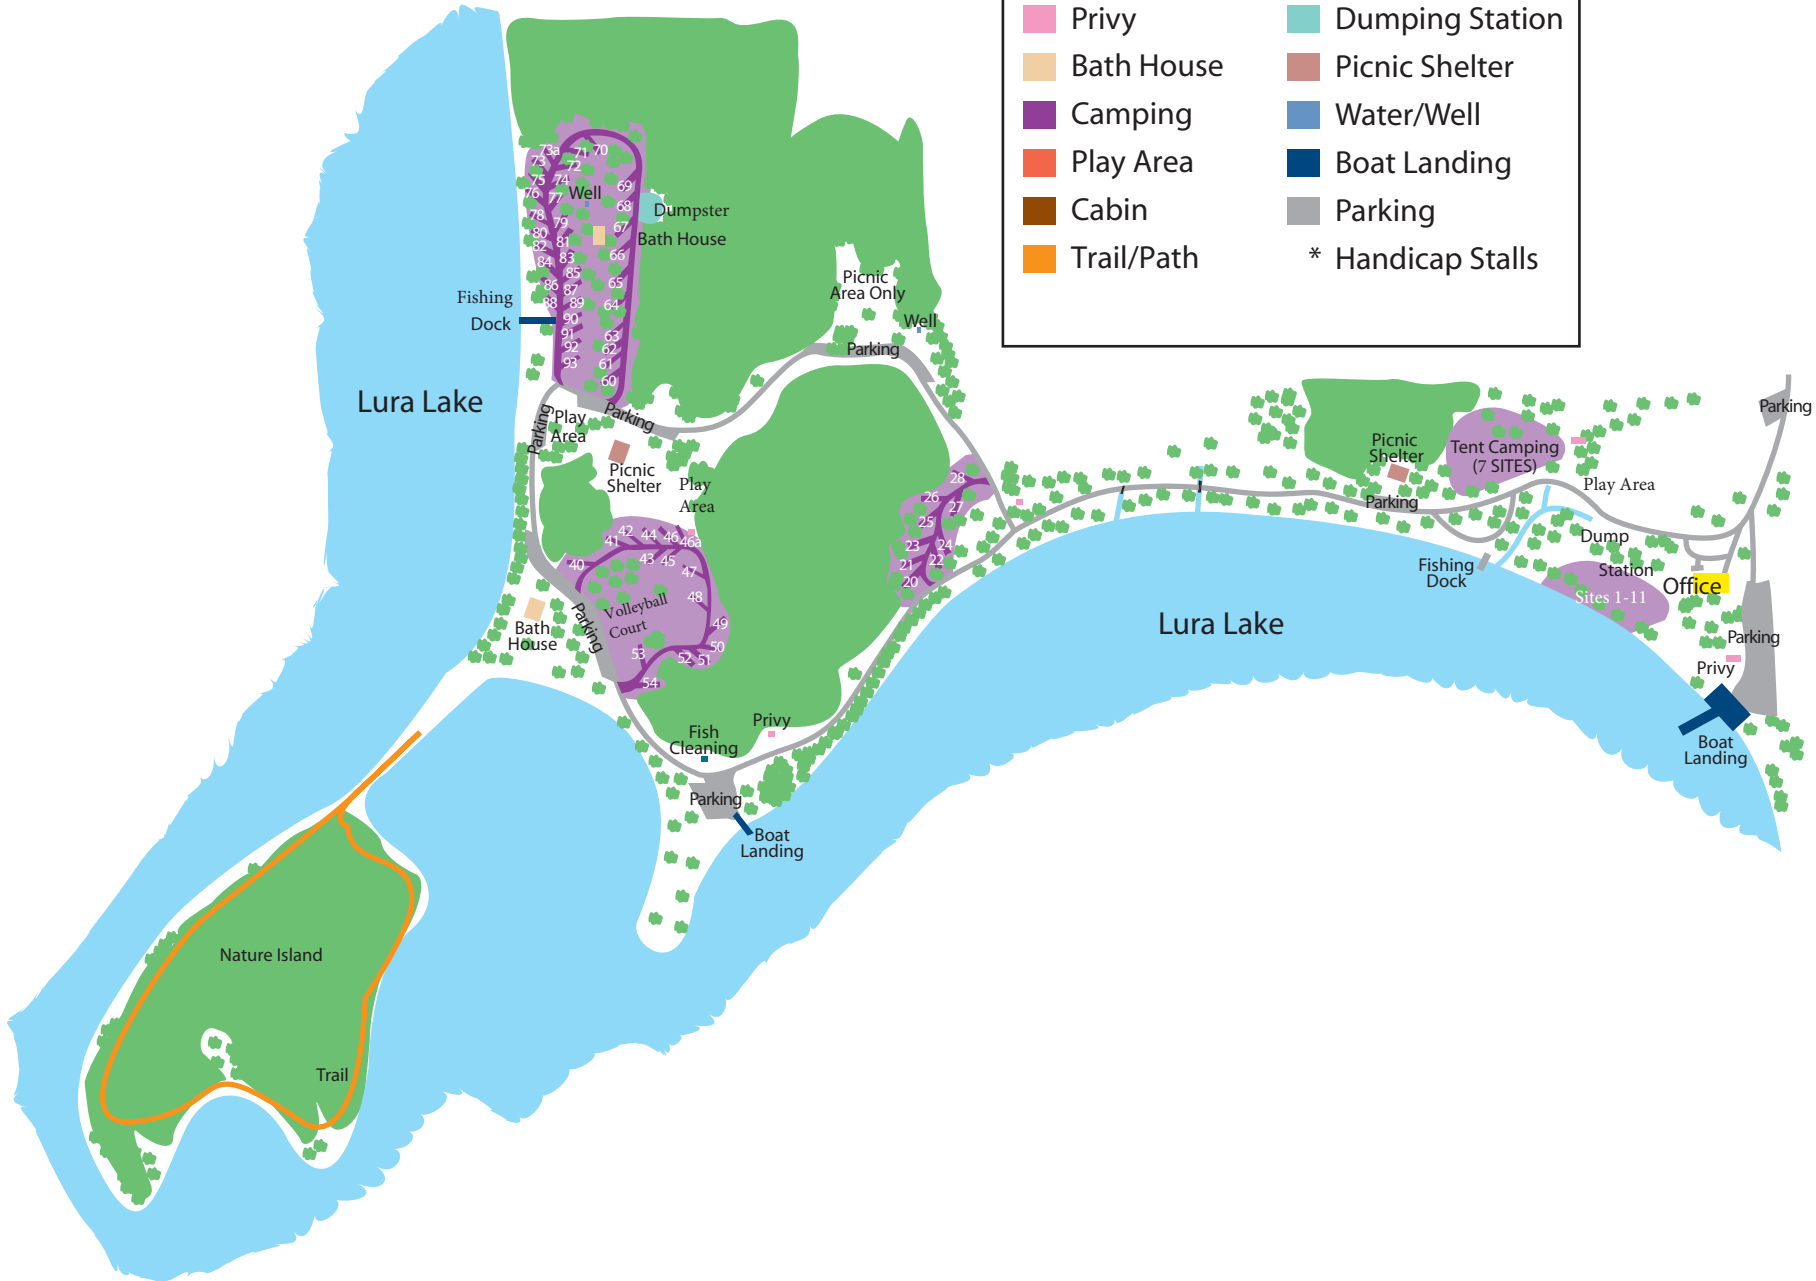 Privy
Dumping Station
Bath House
Picnic Shelter
Camping
Water/Well
Play Area
Boat Landing
Cabin
Parking
Trail/Path
* Handicap Stalls
73a
71
70
73
72
75
74
69
76
77
Well
78
68
Dumpster
79
80
67
81
82
Bath House
83
66
84
85
65
86
87
88
89
64
Fishing
Dock
90
91
63
92
62
93
61
60
Picnic
Area Only
Well
Parking
Lura Lake
Parking
Play
Area
Parking
Picnic
Shelter
Play
Area
28
26
27
25
23
24
21
22
20
42
44
46
41
46a
43
45
40
47
48
Volleyball
Court
49
50
53
52
51
54
Parking
Bath
House
Picnic
Shelter
Tent Camping
(7 SITES)
Parking
Parking
Play Area
Dump
Station
Fishing
Dock
Office
Sites 1-11
Lura Lake
Parking
Privy
Boat
Landing
Privy
Fish
Cleaning
Parking
Boat
Landing
Nature Island
Trail